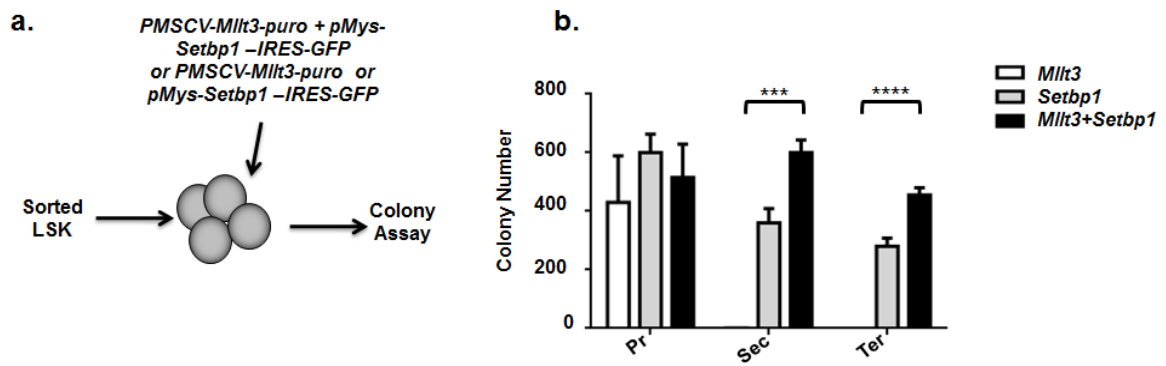 a.
PMSCV-Mllt3-puro + pMys-
Setbp1 –IRES-GFP
or PMSCV-Mllt3-puro or
pMys-Setbp1 –IRES-GFP
Sorted
LSK
Colony
Assay
b.
Mllt3
Setbp1
Mllt3+Setbp1
***
****
Colony Number
800
600
400
200
0
Pr
Sec
Ter